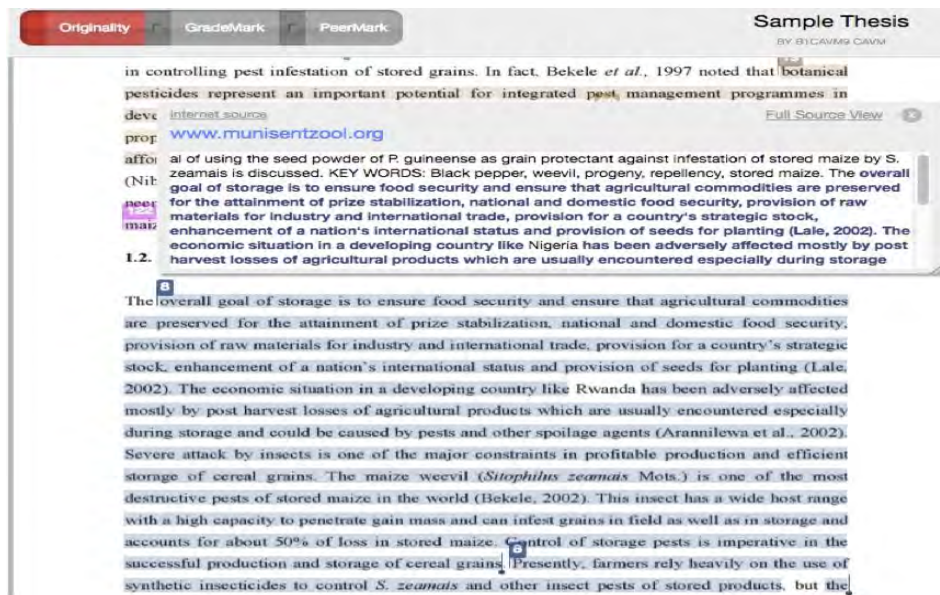 Originality GradeMark PeerMark
Sample Thesis
BY B1CAVM9 CAVM
in controlling pest infestation of stored grains. In fact, Bekele et al., 1997 noted that botanical
pesticides represent an important potential for integrated pest management programmes in
deve
internet source
Full Source View
www.munisentzool.org
prop
affor
al of using the seed powder of P. guineense as grain protectant against infestation of stored maize by S.
(Nih
zeamais is discussed. KEY WORDS: Black pepper, weevil, progeny, repellency, stored maize. The overall
goal of storage is to ensure food security and ensure that agricultural commodities are preserved
for the attainment of prize stabilization, national and domestic food security, provision of raw
122
materials for industry and international trade, provision for a country's strategic stock,
enhancement of a nation's international status and provision of seeds for planting (Lale, 2002). The
economic situation in a developing country like Nigeria has been adversely affected mostly by post
harvest losses of agricultural products which are usually encountered especially during storage
1.2.
8
The overall goal of storage is to ensure food security and ensure that agricultural commodities
are preserved for the attainment of prize stabilization, national and domestic food security,
provision of raw materials for industry and international trade, provision for a country's strategic
stock, enhancement of a nation's international status and provision of seeds for planting (Lale,
2002). The economic situation in a developing country like Rwanda has been adversely affected
mostly by post harvest losses of agricultural products which are usually encountered especially
during storage and could be caused by pests and other spoilage agents (Arannilewa et al., 2002).
Severe attack by insects is one of the major constraints in profitable production and efficient
storage of cereal grains. The maize weevil (Sitophilus zeamais Mots.) is one of the most
destructive pests of stored maize in the world (Bekele, 2002). This insect has a wide host range
with a high capacity to penetrate gain mass and can infest grains in field as well as in storage and
accounts for about 50% of loss in stored maize. Control of storage pests is imperative in the
8
successful production and storage of cereal grains. Presently, farmers rely heavily on the use of
synthetic insecticides to control S. zeamais and other insect pests of stored products, but the